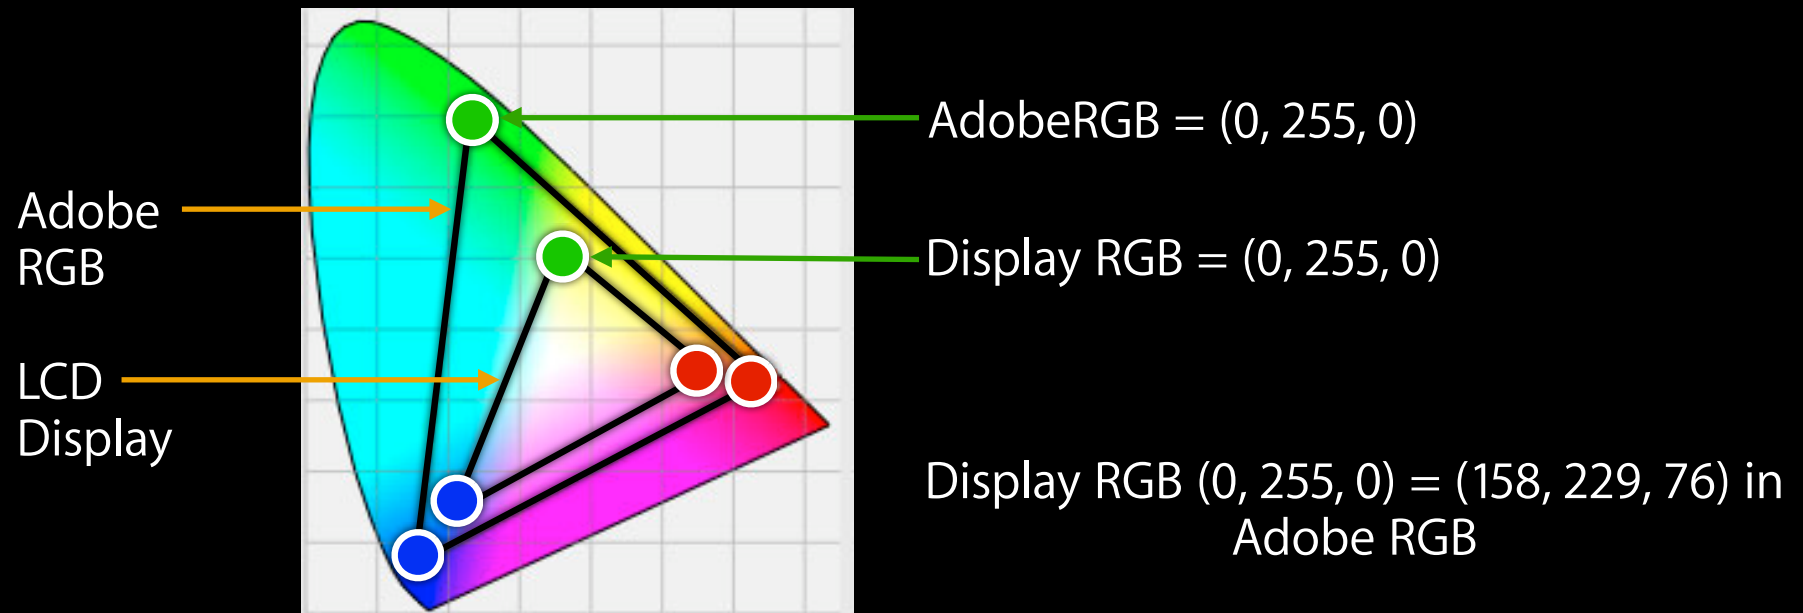 AdobeRGB = (0, 255, 0)
Adobe
RGB
Display RGB = (0, 255, 0)
LCD
Display
Display RGB (0, 255, 0) = (158, 229, 76) in
Adobe RGB